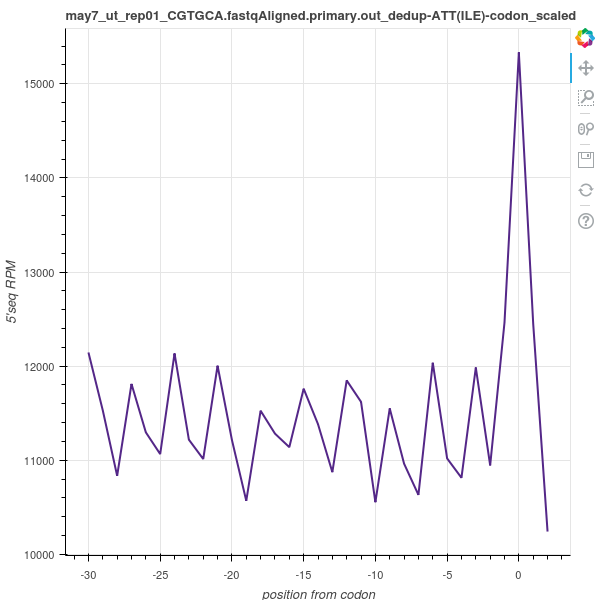 may7_ut_rep01_CGTGCA.fastqAligned.primary.out_dedup-ATT(ILE)-codon_scaled
15000
14000
13000
12000
11000
10000
5'seq RPM
-30 -25 -20 -15 -10 -5 0
position from codon